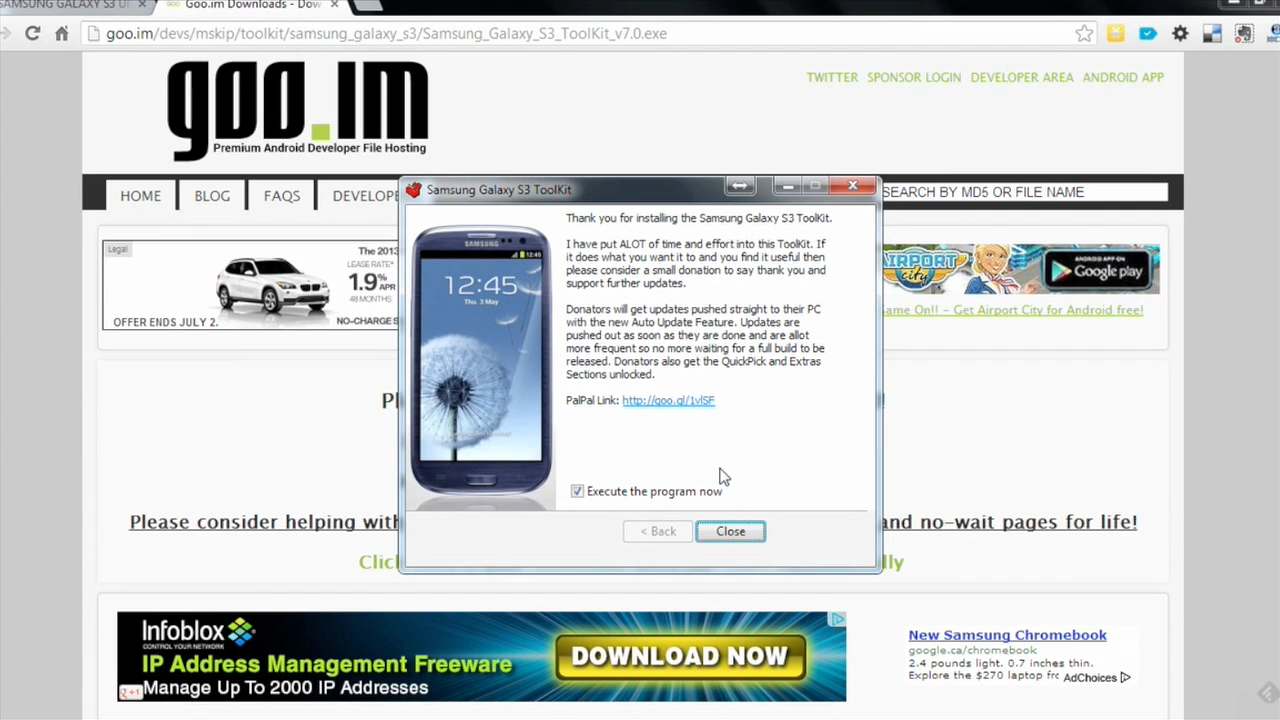 SAMSUNG GALAXY S3
Goo.im Downloads - Dow
goo.im/devs/mskip/toolkit/samsung_galaxy_s3/Samsung_Galaxy_S3_ToolKit_v7.0.exe
goo.im
Premium Android Developer File Hosting
TWITTER SPONSOR LOGIN DEVELOPER AREA ANDROID APP
HOME BLOG FAQS DEVELOPE
SEARCH BY MD5 OR FILE NAME
Samsung Galaxy S3 ToolKit
SAMSUNG
12:45
12:45
Thu, 3 May
Thank you for installing the Samsung Galaxy S3 ToolKit.
I have put ALOT of time and effort into this ToolKit. If
it does what you want it to and you find it useful then
please consider a small donation to say thank you and
support further updates.
Donators will get updates pushed straight to their PC
with the new Auto Update Feature. Updates are
pushed out as soon as they are done and are allot
more frequent so no more waiting for a full build to be
released. Donators also get the QuickPick and Extras
Sections unlocked.
PalPal Link: http://goo.gl/1vlSF
Execute the program now
< Back Close
Legal
The 2013
LEASE RATE*
1.9% APR
48 MONTHS
OFFER ENDS JULY 2.
NO-CHARGE S
AIRPORT
City
ANDROID APP ON
Google play
Game On!! - Get Airport City for Android free!
Please consider helping with
and no-wait pages for life!
Clic
lly
Infoblox
CONTROL YOUR NETWORK
IP Address Management Freeware
Manage Up To 2000 IP Addresses
DOWNLOAD NOW
+1
New Samsung Chromebook
google.ca/chromebook
2.4 pounds light. 0.7 inches thin.
Explore the $270 laptop fr
AdChoices